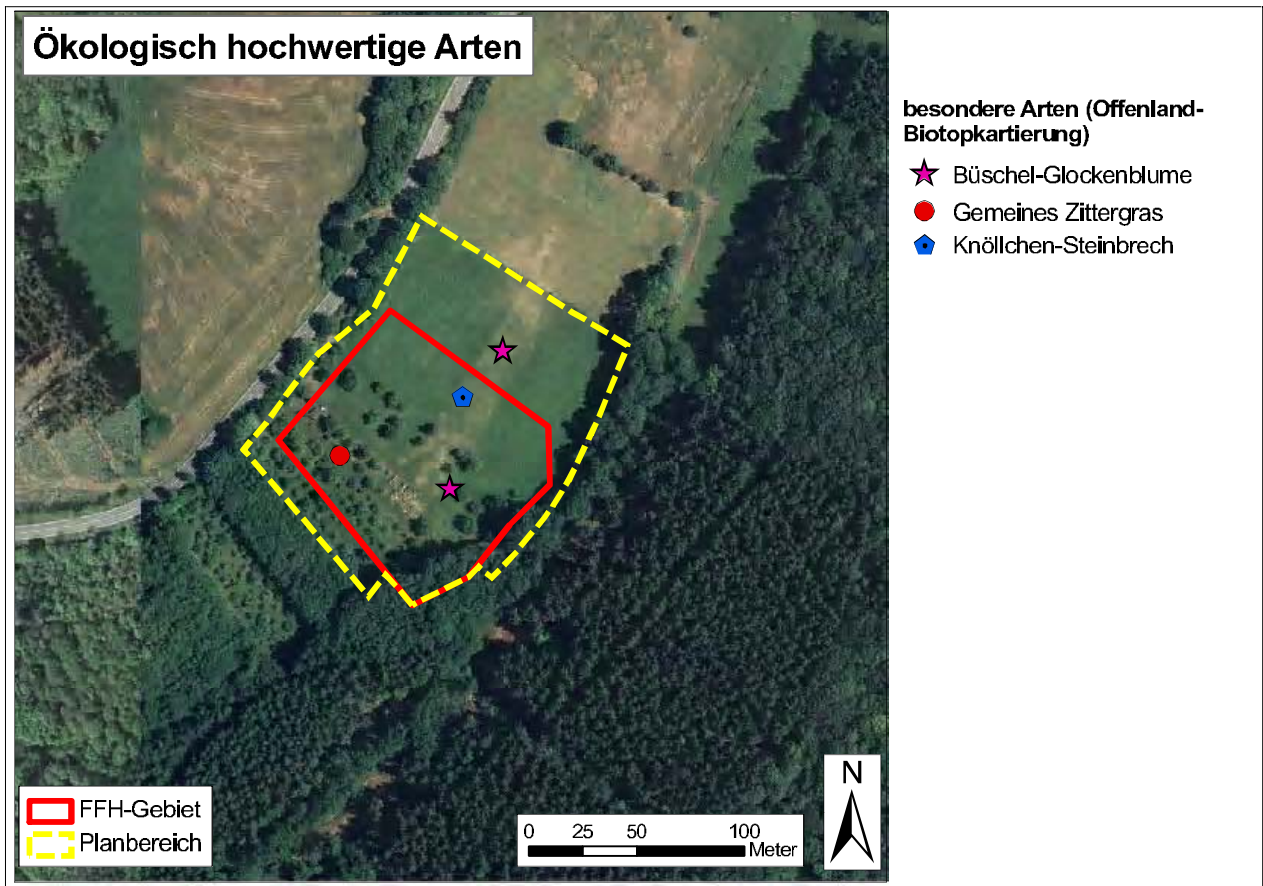 Ökologisch hochwertige Arten
besondere Arten (Offenland-
Biotopkartierung)
Büschel-Glockenblume
Gemeines Zittergras
Knöllchen-Steinbrech
FFH-Gebiet
Planbereich
0 25 50 100
Meter
N